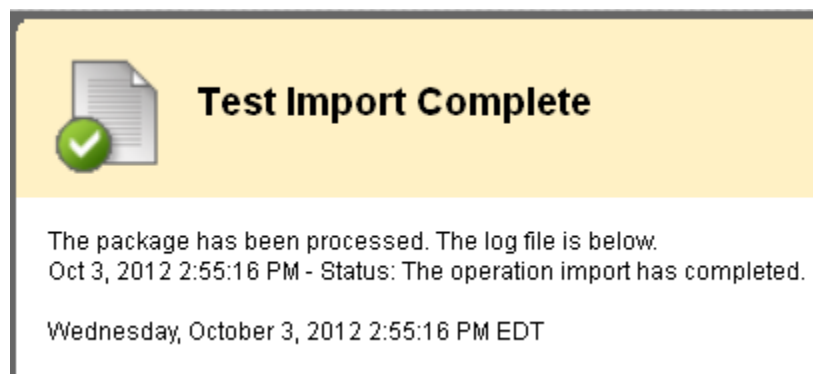 Test Import Complete
The package has been processed. The log file is below.
Oct 3, 2012 2:55:16 PM - Status: The operation import has completed.
Wednesday, October 3, 2012 2:55:16 PM EDT